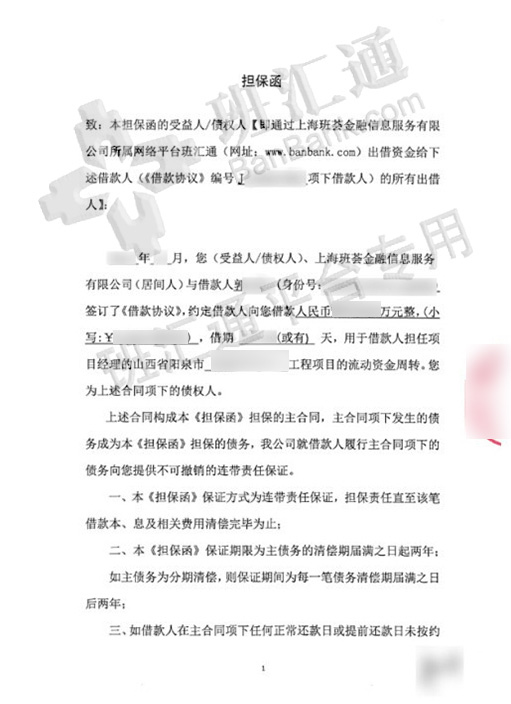 担保函
致：本担保函的受益人/债权人【即通过上海班荟金融信息服务有限
公司所属网络平台班汇通（网址：www.banbank.com）出借资金给下
述借款人（《借款协议》编号 J 项下借款人）的所有出借
人】：
年 月，您（受益人/债权人）、上海班荟金融信息服务
有限公司（居间人）与借款人郭 （身份号：
签订了《借款协议》，约定借款人向您借款人民币 万元整，（小
写：¥ ），借期 （或有） 天，用于借款人担任项
目经理的山西省阳泉市 工程项目的流动资金周转。您
为上述合同项下的债权人。
上述合同构成本《担保函》担保的主合同，主合同项下发生的债
务成为本《担保函》担保的债务，我公司就借款人履行主合同项下的
债务向您提供不可撤销的连带责任保证。
一、本《担保函》保证方式为连带责任保证，担保责任直至该笔
借款本、息及相关费用清偿完毕为止；
二、本《担保函》保证期限为主债务的清偿期届满之日起两年；
如主债务为分期清偿，则保证期间为每一笔债务清偿期届满之日
后两年；
三、如借款人在主合同项下任何正常还款日或提前还款日未按约
1
班汇通
BanBank.com
班汇通平台专用